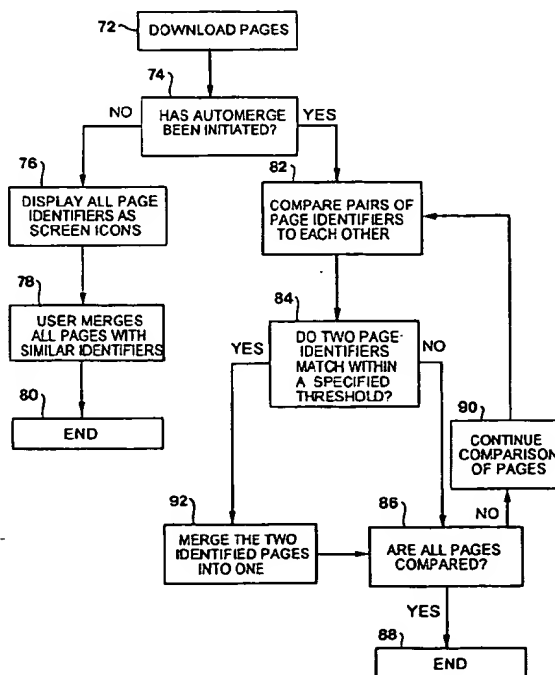 72
DOWNLOAD PAGES
74
NO
HAS AUTOMERGE
BEEN INITIATED?
YES
76
DISPLAY ALL PAGE
IDENTIFIERS AS
SCREEN ICONS
82
COMPARE PAIRS OF
PAGE IDENTIFIERS
TO EACH OTHER
78
USER MERGES
ALL PAGES WITH
SIMILAR IDENTIFIERS
84
YES
DO TWO PAGE-
IDENTIFIERS
MATCH WITHIN
A SPECIFIED
THRESHOLD?
NO
80
END
90
CONTINUE
COMPARISON
OF PAGES
92
MERGE THE TWO
IDENTIFIED PAGES
INTO ONE
86
NO
ARE ALL PAGES
COMPARED?
YES
88
END